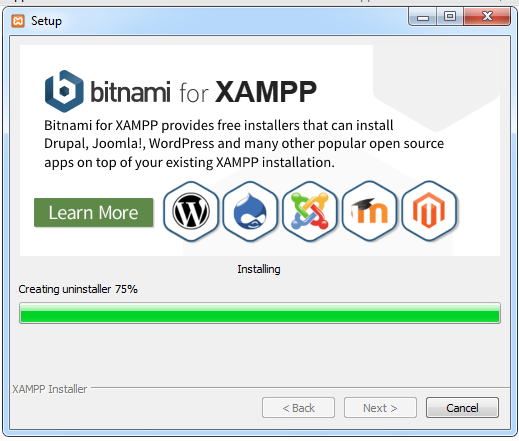 Setup
bitnami for XAMPP
Bitnami for XAMPP provides free installers that can install
Drupal, Joomla!, WordPress and many other popular open source
apps on top of your existing XAMPP installation.
Learn More
Installing
Creating uninstaller 75%
XAMPP Installer
< Back
Next >
Cancel